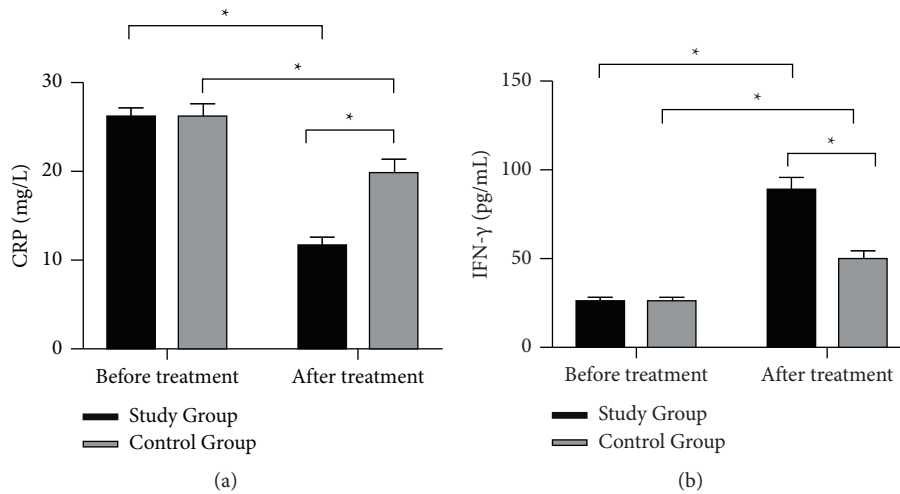 *
*
*
30
20
10
0
CRP (mg/L)
Before treatment
After treatment
Study Group
Control Group
(a)
*
*
*
150
100
50
0
IFN-γ (pg/mL)
Before treatment
After treatment
Study Group
Control Group
(b)